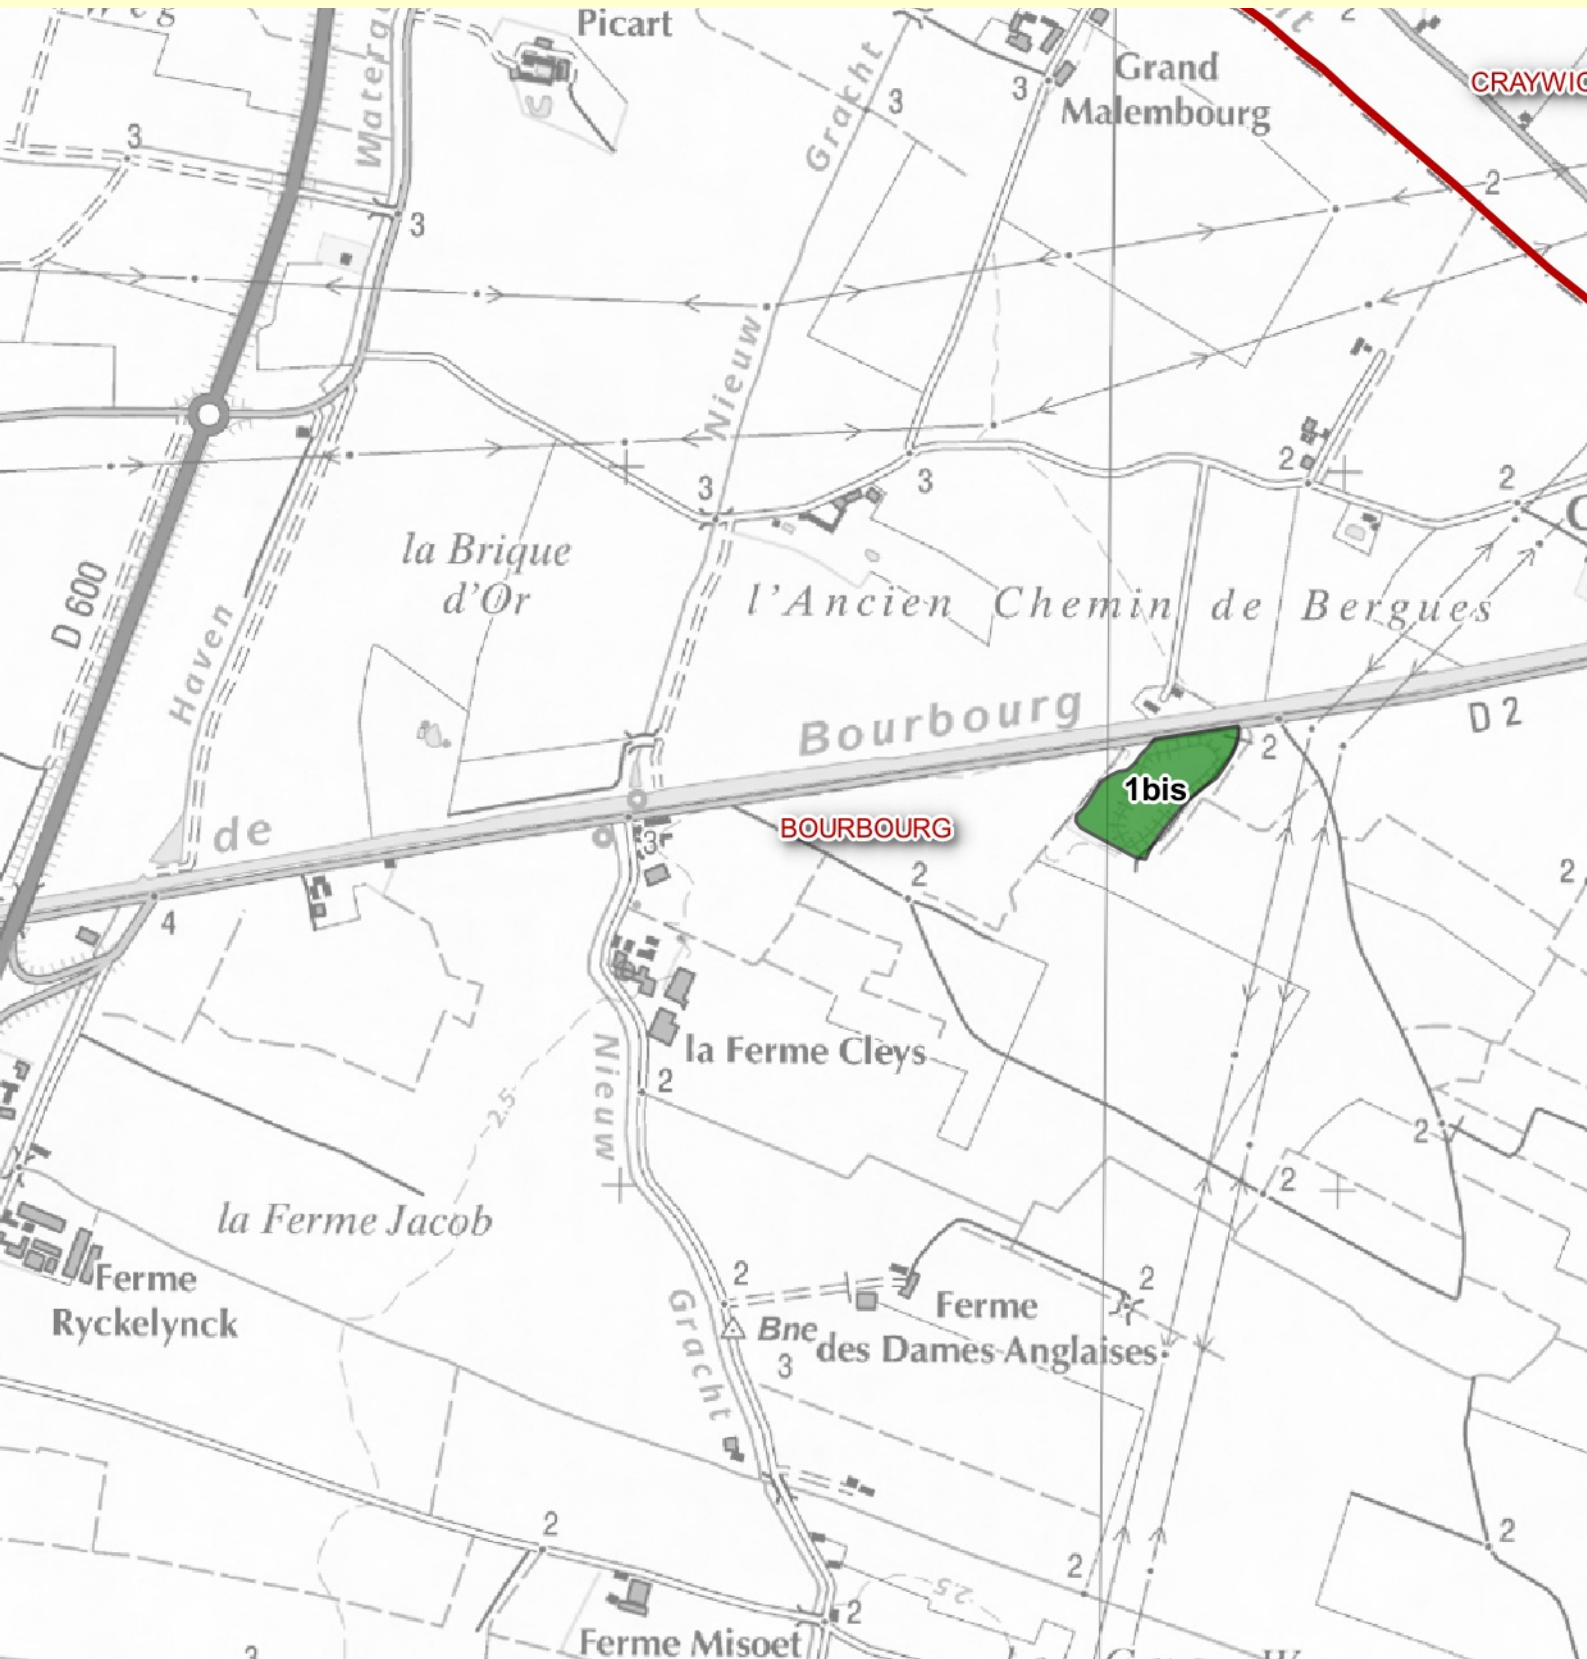 Picart
Grand
Malembourg
CRAYWIC
Watergr
Gracht
Nieuw
3
3
3
3
2
2
3
3
2
2
la Brique
d'Or
l'Ancien Chemin de Bergues
D 600
Haven
de
Bourbourg
D 2
2
1bis
BOURBOURG
3
2
2
4
la Ferme Cleys
Nieuw
2
2.5
2
2
la Ferme Jacob
Ferme
Ryckelynck
2
2
Ferme
des Dames Anglaises
Bne
3
Gracht
2
2
2
2.5
2
Ferme Misoet